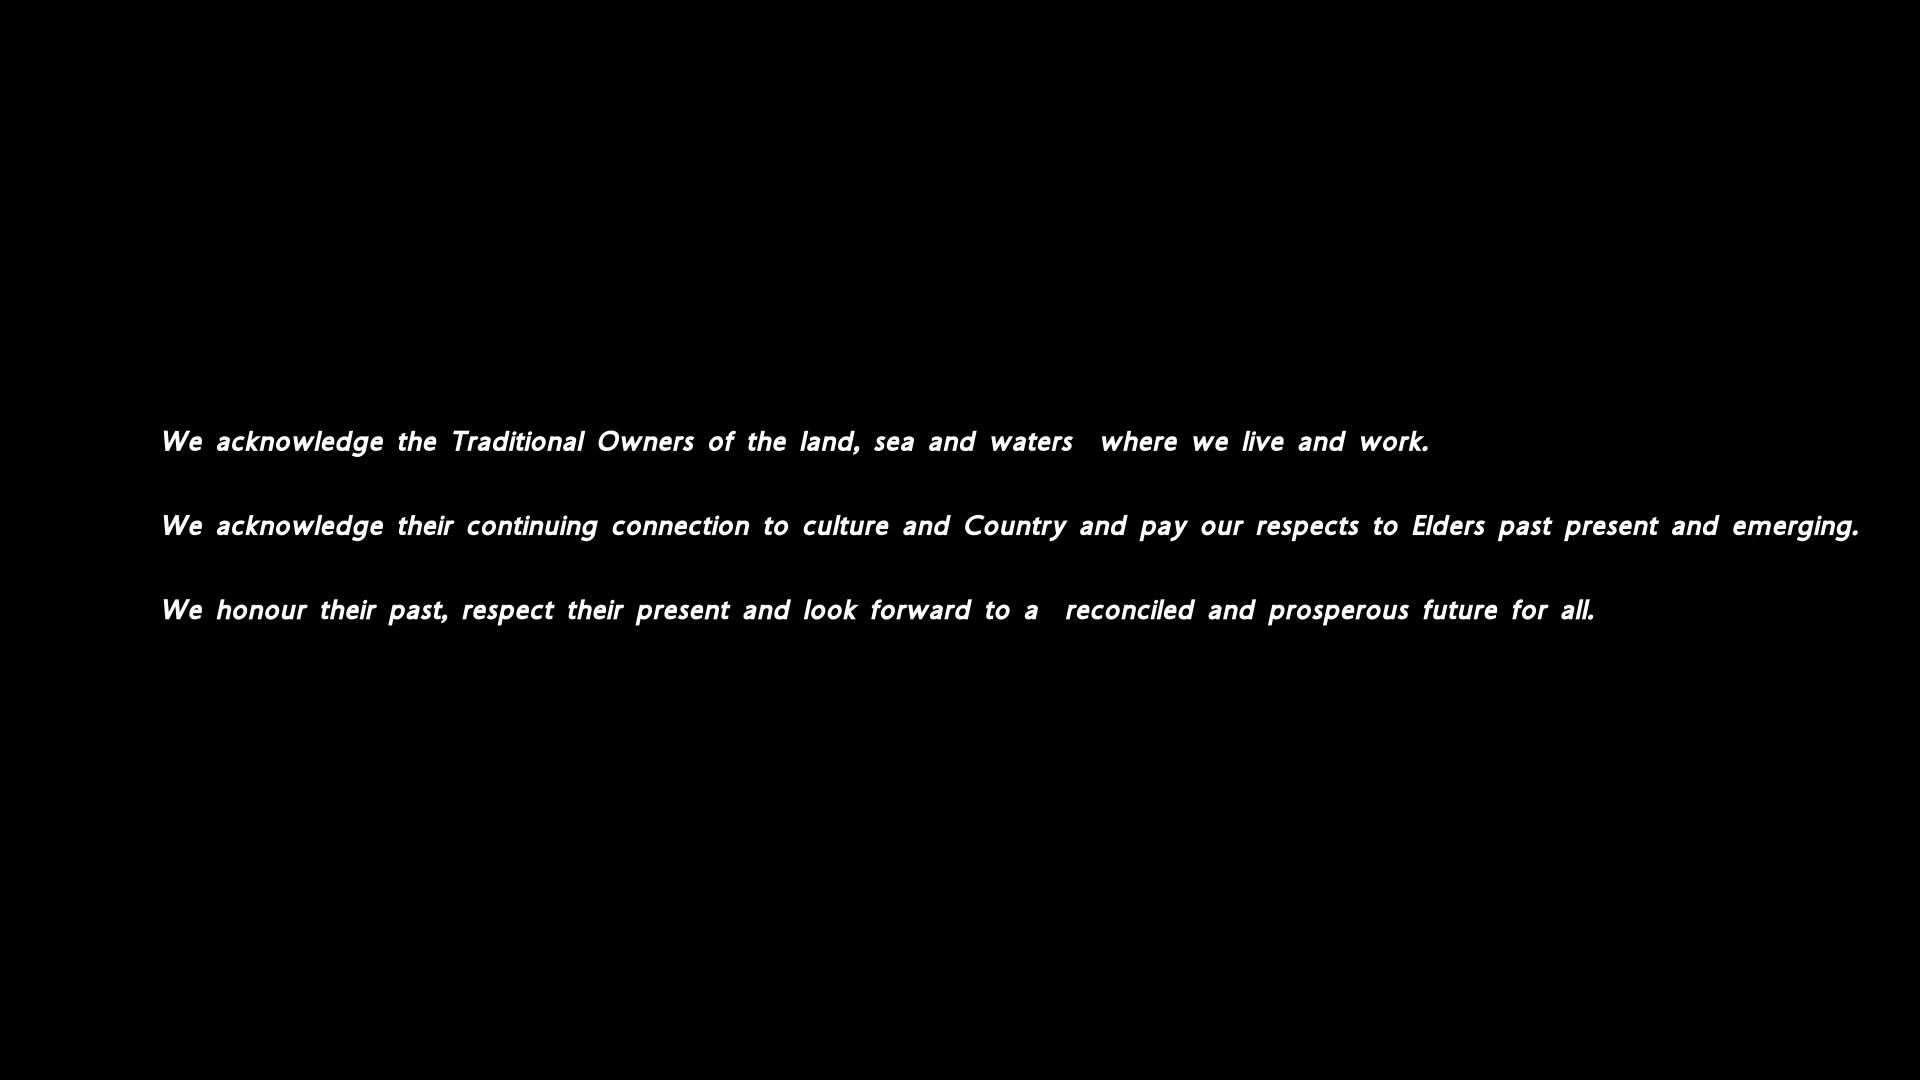 We acknowledge the Traditional Owners of the land, sea and waters  where we live and work.
We acknowledge their continuing connection to culture and Country and pay our respects to Elders past present and emerging.
We honour their past, respect their present and look forward to a  reconciled and prosperous future for all.